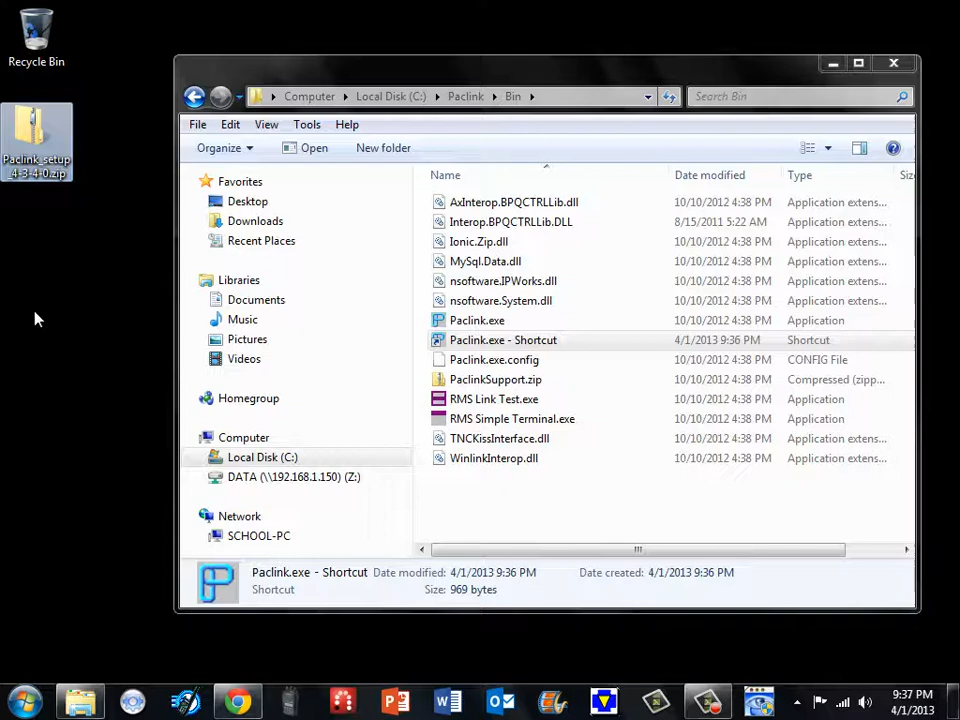 Recycle Bin
Paclink_setup
_4-3-4-0.zip
Computer
Local Disk (C:)
Paclink
Bin
Search Bin
File
Edit
View
Tools
Help
Organize
Open
New folder
Name
Date modified
Type
Favorites
Desktop
Downloads
Recent Places
Libraries
Documents
Music
Pictures
Videos
Homegroup
Computer
Local Disk (C:)
DATA (\\192.168.1.150) (Z:)
Network
SCHOOL-PC
AxInterop.BPQCTRLLib.dll 10/10/2012 4:38 PM Application extens...
Interop.BPQCTRLLib.DLL 8/15/2011 5:22 AM Application extens...
Ionic.Zip.dll 10/10/2012 4:38 PM Application extens...
MySql.Data.dll 10/10/2012 4:38 PM Application extens...
nsoftware.IPWorks.dll 10/10/2012 4:38 PM Application extens...
nsoftware.System.dll 10/10/2012 4:38 PM Application extens...
Paclink.exe 10/10/2012 4:38 PM Application
Paclink.exe - Shortcut 4/1/2013 9:36 PM Shortcut
Paclink.exe.config 10/10/2012 4:38 PM CONFIG File
PaclinkSupport.zip 10/10/2012 4:38 PM Compressed (zipp...
RMS Link Test.exe 10/10/2012 4:38 PM Application
RMS Simple Terminal.exe 10/10/2012 4:38 PM Application
TNCKissInterface.dll 10/10/2012 4:38 PM Application extens...
WinlinkInterop.dll 10/10/2012 4:38 PM Application extens...
Paclink.exe - Shortcut Date modified: 4/1/2013 9:36 PM Date created: 4/1/2013 9:36 PM
Shortcut Size: 969 bytes
9:37 PM
4/1/2013